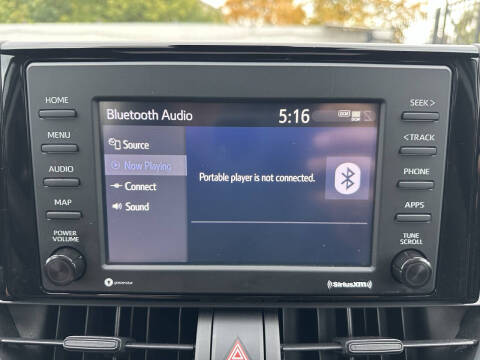 Bluetooth Audio 5:16 DCM
HOME
MENU
AUDIO
MAP
POWER
VOLUME
Source
Now Playing
Connect
Sound
Portable player is not connected.
SEEK>
<TRACK
PHONE
APPS
TUNE
SCROLL
((SiriusXM))